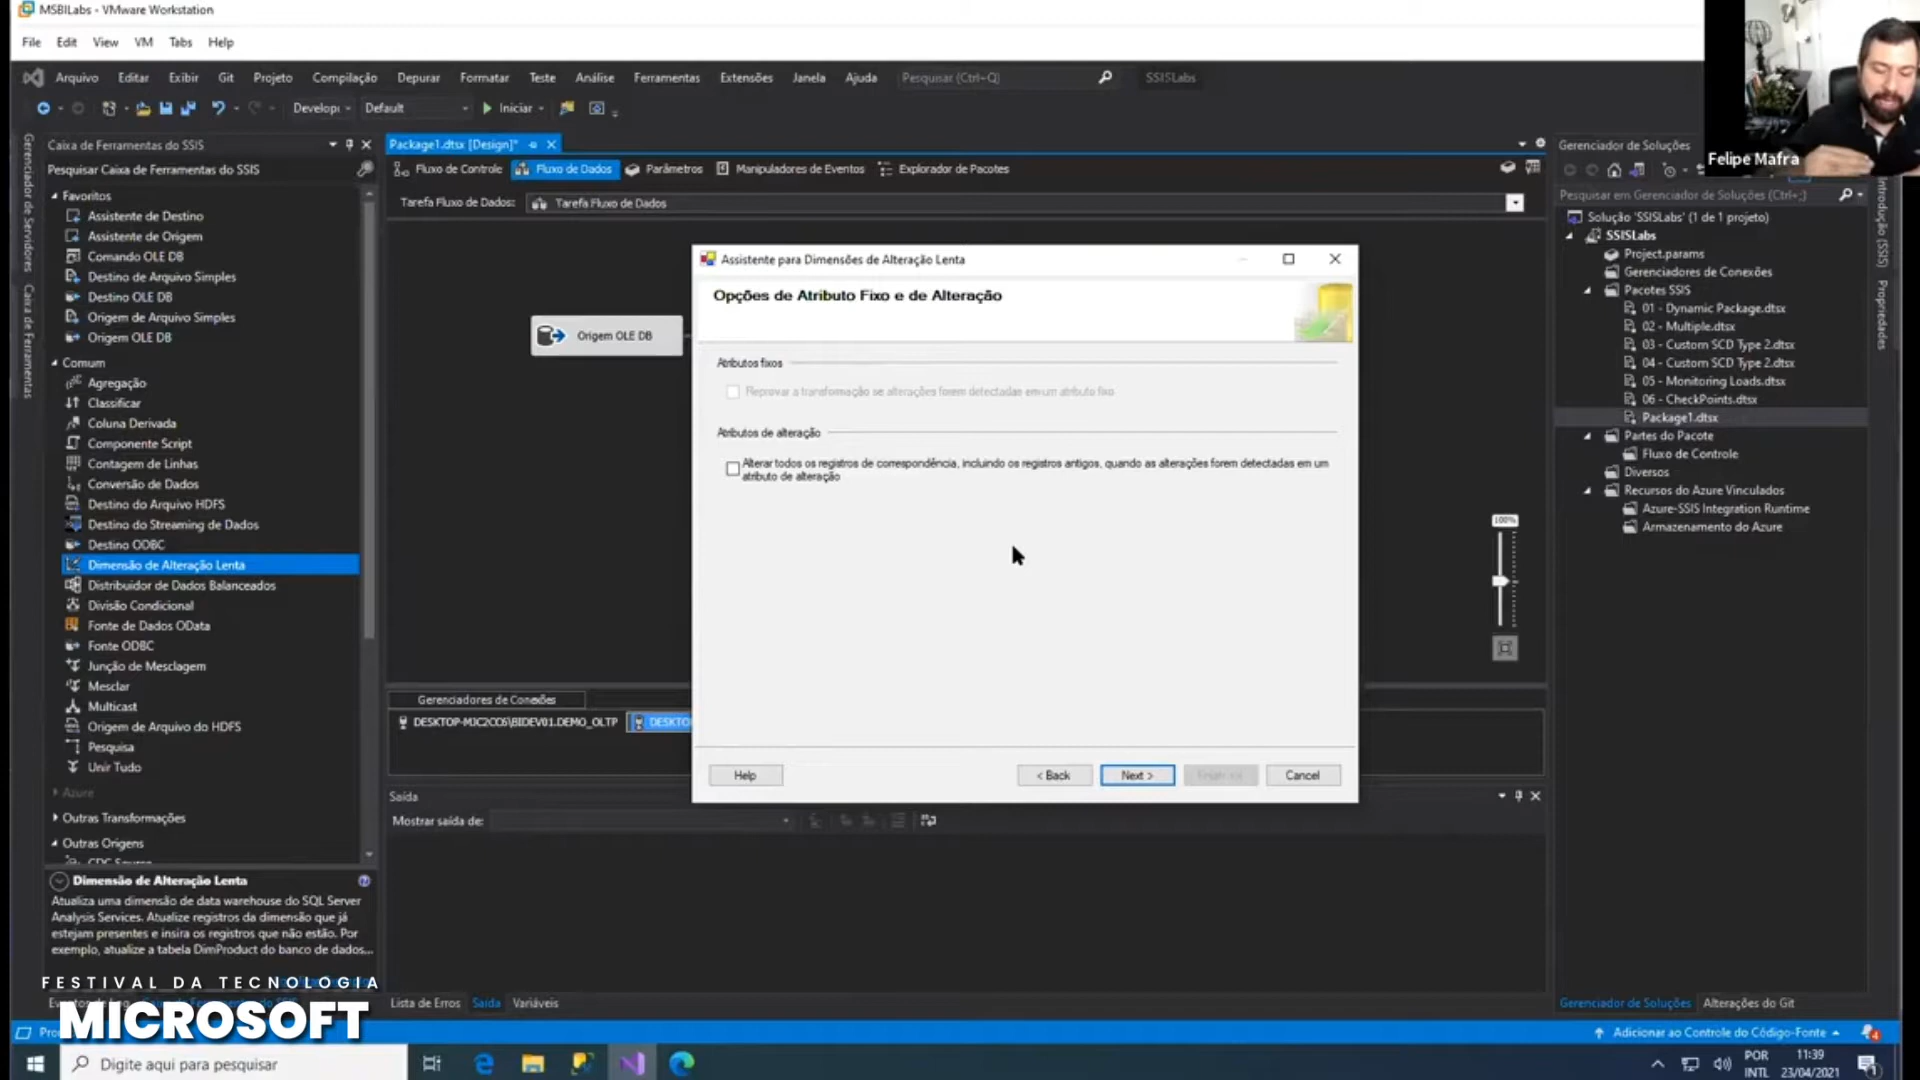 MSBILabs - VMware Workstation
File Edit View VM Tabs Help
Arquivo Editar Exibir Git Projeto Compilação Depurar Formatar Teste Análise Ferramentas Extensões Janela Ajuda Pesquisar (Ctrl+Q) SSISLabs
Develop Default Iniciar
Felipe Mafra
Gerenciador de Servidores
Caixa de Ferramentas
Caixa de Ferramentas do SSIS
Pesquisar Caixa de Ferramentas do SSIS
Favoritos
Assistente de Destino
Assistente de Origem
Comando OLE DB
Destino de Arquivo Simples
Destino OLE DB
Origem de Arquivo Simples
Origem OLE DB
Comum
Agregação
Classificar
Coluna Derivada
Componente Script
Contagem de Linhas
Conversão de Dados
Destino do Arquivo HDFS
Destino do Streaming de Dados
Destino ODBC
Dimensão de Alteração Lenta
Distribuidor de Dados Balanceados
Divisão Condicional
Fonte de Dados OData
Fonte ODBC
Junção de Mesclagem
Mesclar
Multicast
Origem de Arquivo do HDFS
Pesquisa
Unir Tudo
Azure
Outras Transformações
Outras Origens
CDC Source
Dimensão de Alteração Lenta
Atualiza uma dimensão de data warehouse do SQL Server
Analysis Services. Atualize registros da dimensão que já
estejam presentes e insira os registros que não estão. Por
exemplo, atualize a tabela DimProduct do banco de dados...
FESTIVAL DA TECNOLOGIA
MICROSOFT
Package1.dtsx [Design]*
Fluxo de Controle Fluxo de Dados Parâmetros Manipuladores de Eventos Explorador de Pacotes
Tarefa Fluxo de Dados: Tarefa Fluxo de Dados
Origem OLE DB
Assistente para Dimensões de Alteração Lenta
Opções de Atributo Fixo e de Alteração
Atributos fixos
Reprovar a transformação se alterações forem detectadas em um atributo fixo
Atributos de alteração
Alterar todos os registros de correspondência, incluindo os registros antigos, quando as alterações forem detectadas em um
atributo de alteração
Help < Back Next > Cancel
100%
Gerenciadores de Conexões
DESKTOP-MJC2CO5\BIDEV01.DEMO_OLTP DESKTO
Saída
Mostrar saída de:
Lista de Erros Saída Variáveis
Gerenciador de Soluções
Pesquisar em Gerenciador de Soluções (Ctrl+;)
Solução 'SSISLabs' (1 de 1 projeto)
SSISLabs
Project.params
Gerenciadores de Conexões
Pacotes SSIS
01 - Dynamic Package.dtsx
02 - Multiple.dtsx
03 - Custom SCD Type 2.dtsx
04 - Custom SCD Type 2.dtsx
05 - Monitoring Loads.dtsx
06 - CheckPoints.dtsx
Package1.dtsx
Partes do Pacote
Fluxo de Controle
Diversos
Recursos do Azure Vinculados
Azure-SSIS Integration Runtime
Armazenamento do Azure
Introdução (SSIS)
Propriedades
Gerenciador de Soluções Alterações do Git
Adicionar ao Controle do Código-Fonte
Digite aqui para pesquisar
POR
INTL
11:39
23/04/2021